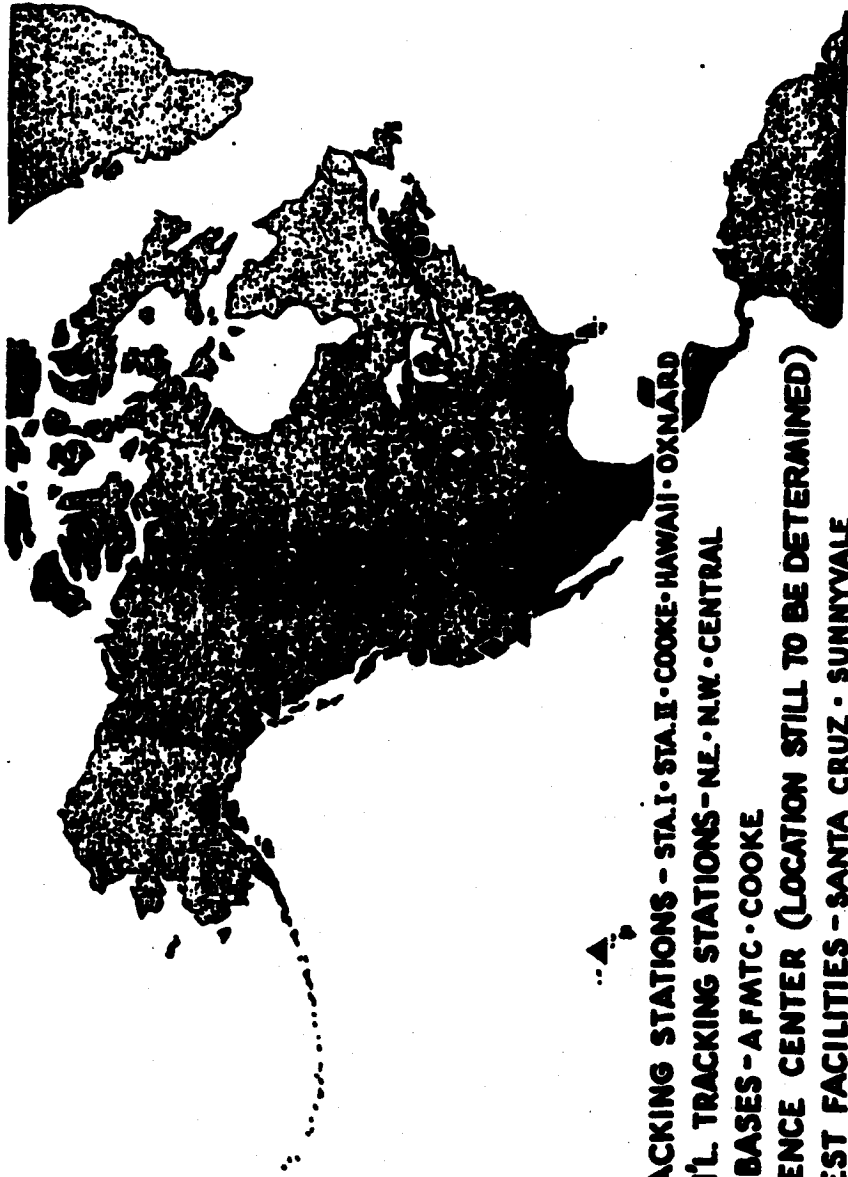 ACKING STATIONS - STA.I · STA.II · COOKE · HAWAII · OXNARD
'L. TRACKING STATIONS - N.E. · N.W. · CENTRAL
BASES - AFMTC · COOKE
ENCE CENTER (LOCATION STILL TO BE DETERMINED)
EST FACILITIES - SANTA CRUZ · SUNNYVALE